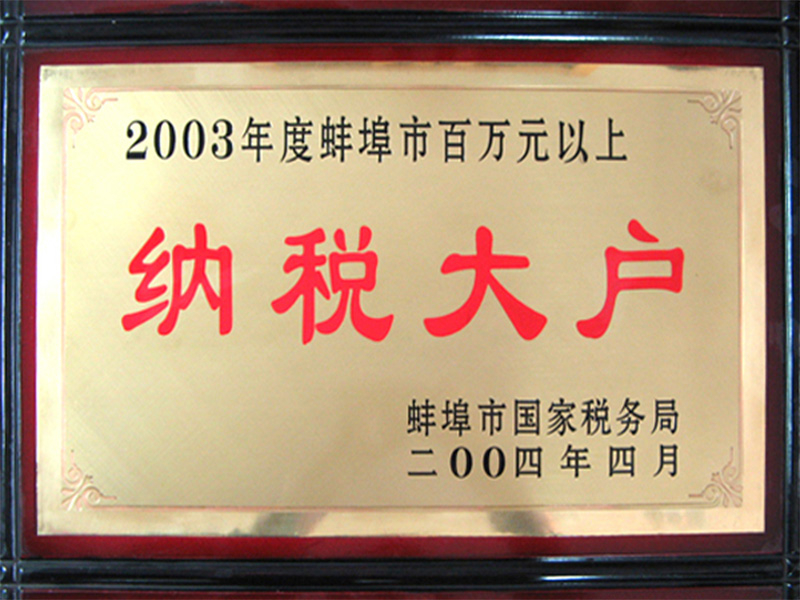 2003年度蚌埠市百万元以上
纳税大户
蚌埠市国家税务局
二00四年四月